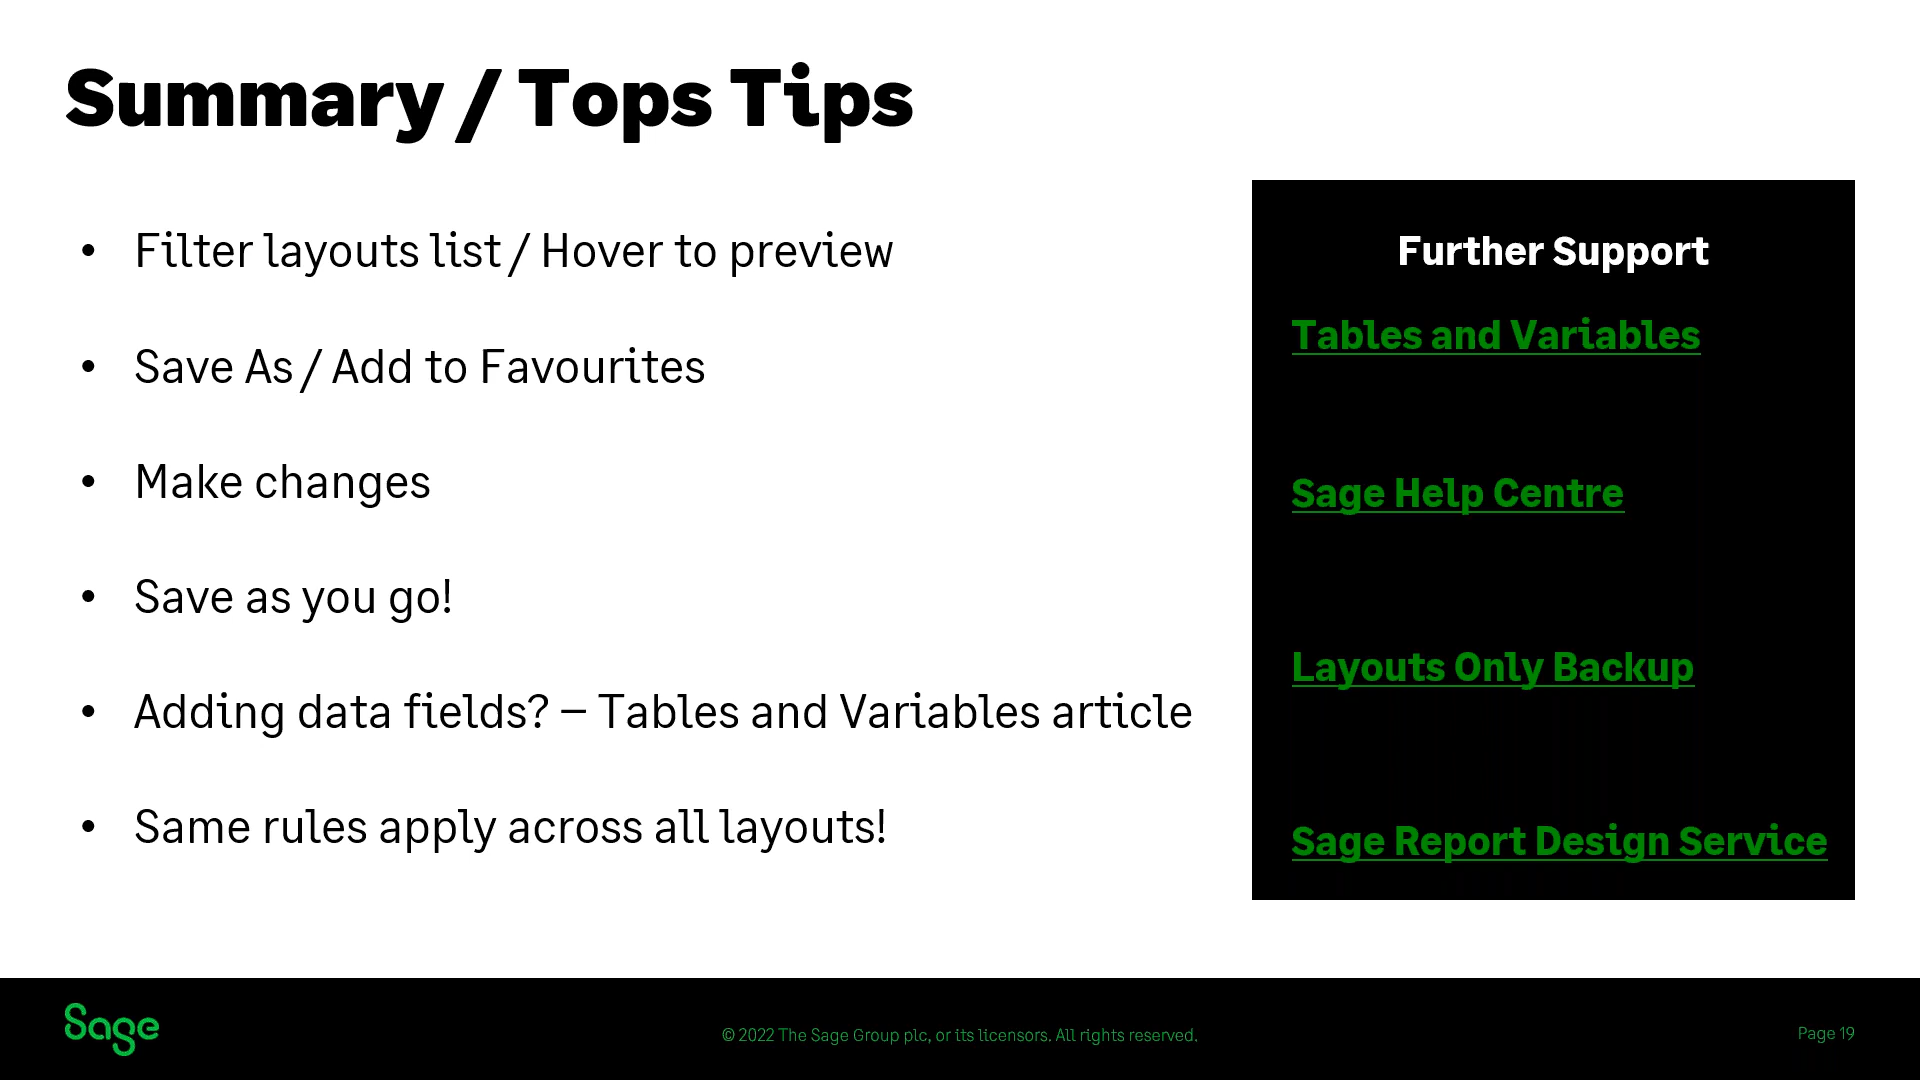 Summary / Tops Tips
• Filter layouts list / Hover to preview
• Save As / Add to Favourites
• Make changes
• Save as you go!
• Adding data fields? – Tables and Variables article
• Same rules apply across all layouts!
Further Support
Tables and Variables
Sage Help Centre
Layouts Only Backup
Sage Report Design Service
Sage
© 2022 The Sage Group plc, or its licensors. All rights reserved.
Page 19